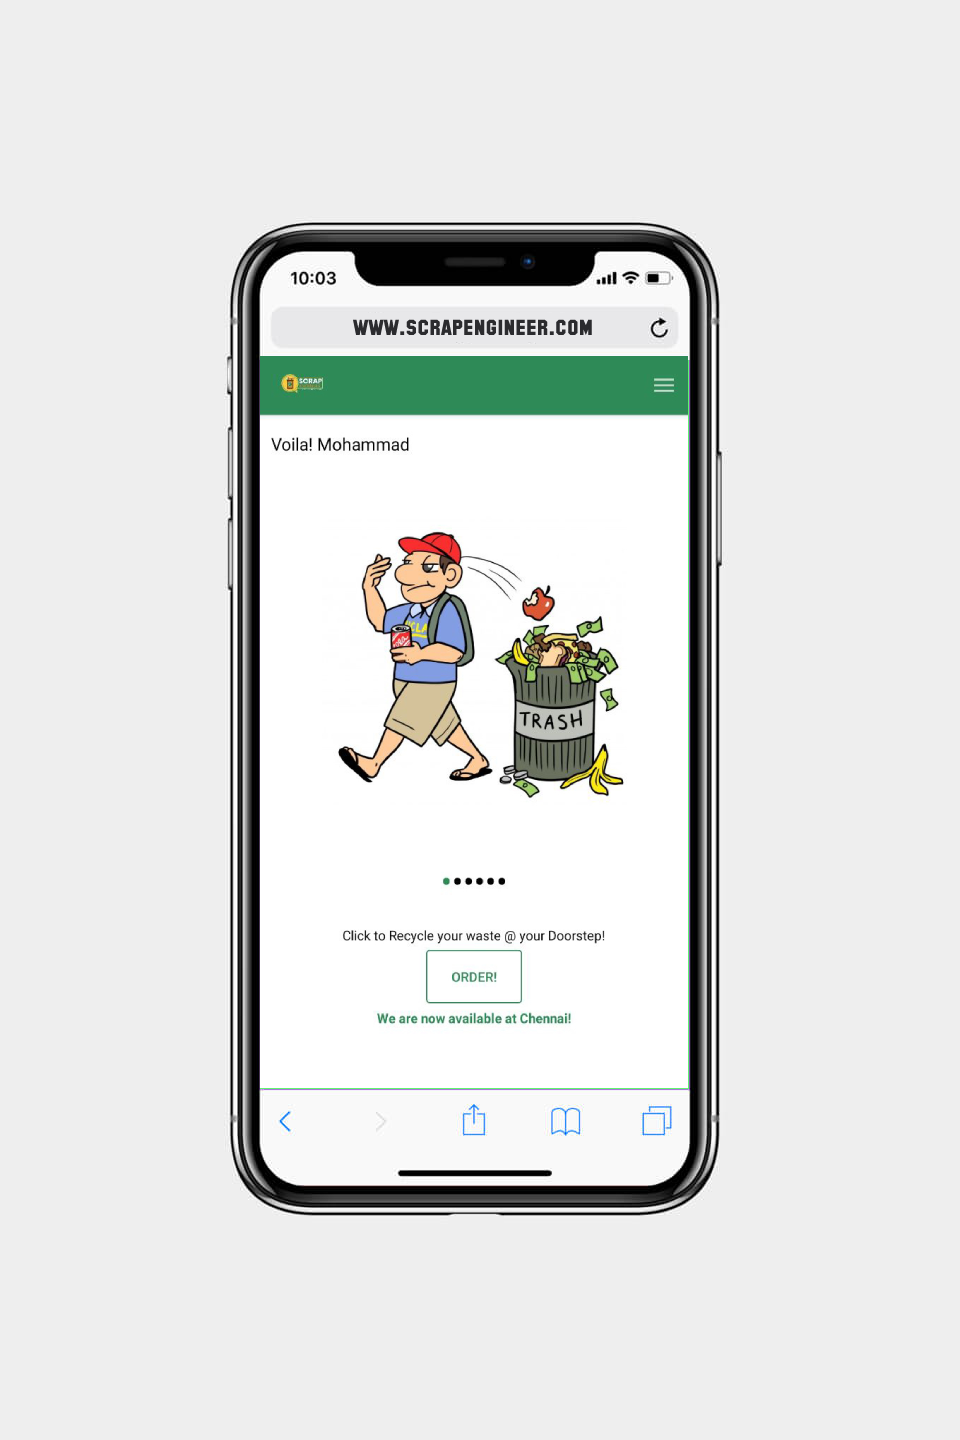 10:03
WWW.SCRAPENGINEER.COM
SCRAP
Voila! Mohammad
TRASH
Click to Recycle your waste @ your Doorstep!
ORDER!
We are now available at Chennai!